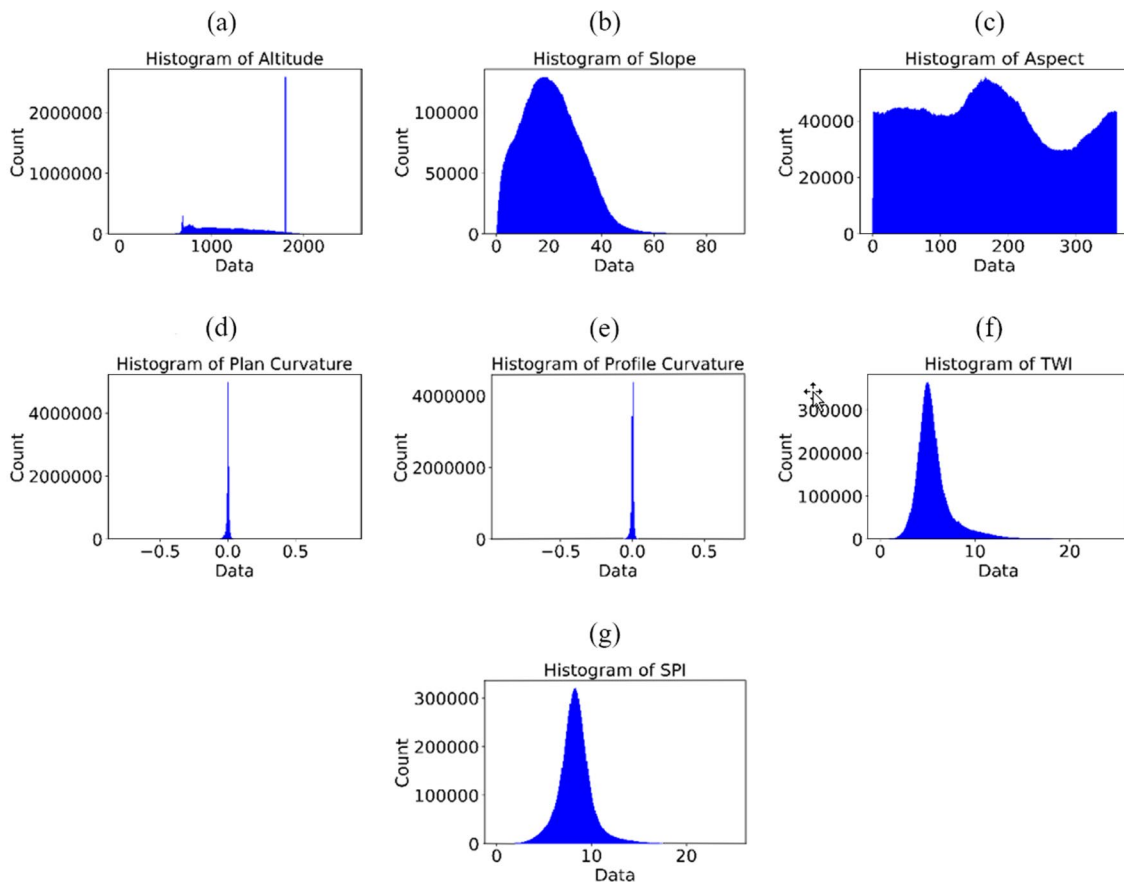 (a)
Histogram of Altitude
2000000
1000000
0
Count
0 1000 2000
Data
(b)
Histogram of Slope
100000
50000
0
Count
0 20 40 60 80
Data
(c)
Histogram of Aspect
40000
20000
0
Count
0 100 200 300
Data
(d)
Histogram of Plan Curvature
4000000
2000000
0
Count
−0.5 0.0 0.5
Data
(e)
Histogram of Profile Curvature
4000000
2000000
0
Count
−0.5 0.0 0.5
Data
(f)
Histogram of TWI
300000
200000
100000
0
Count
0 10 20
Data
(g)
Histogram of SPI
300000
200000
100000
0
Count
0 10 20
Data